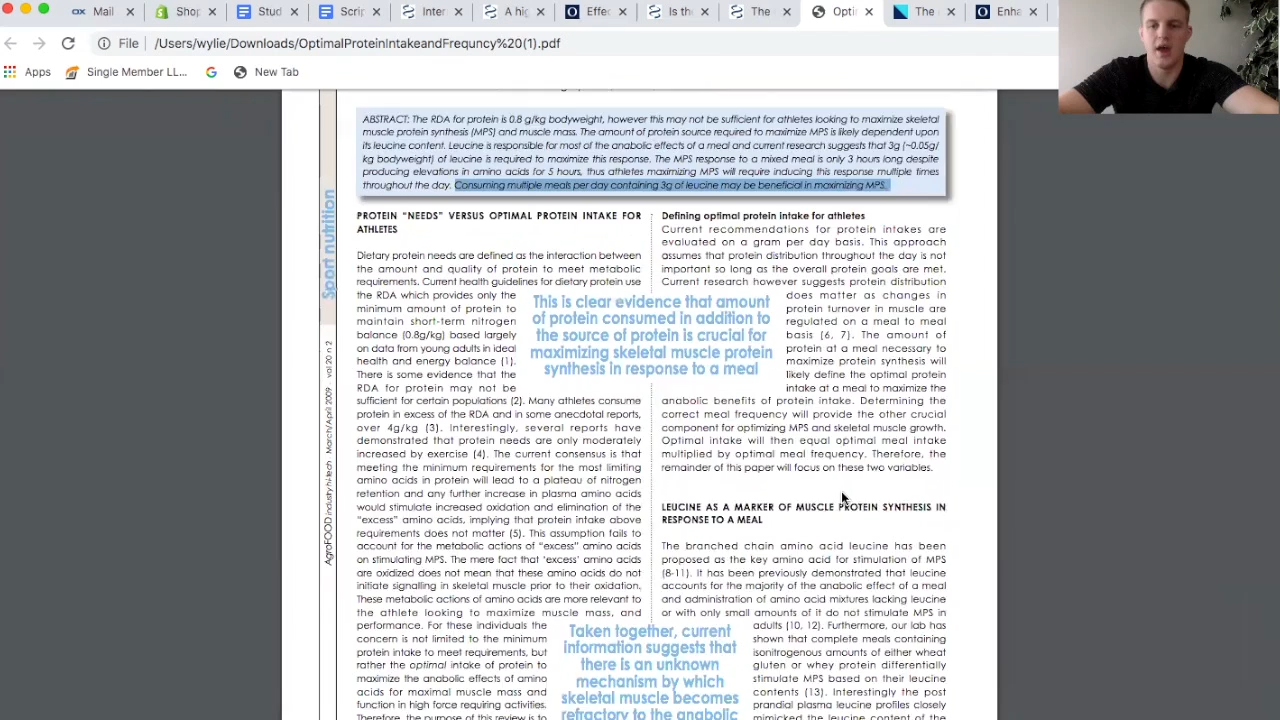 Mail
Shop
Stud
Scrip
Inte
A hig
Effe
Is the
The
Opti
The
Enha
File
/Users/wylie/Downloads/OptimalProteinIntakeandFrequncy%20(1).pdf
Apps
Single Member LL...
New Tab
ABSTRACT: The RDA for protein is 0.8 g/kg bodyweight, however this may not be sufficient for athletes looking to maximize skeletal
muscle protein synthesis (MPS) and muscle mass. The amount of protein source required to maximize MPS is likely dependent upon
its leucine content. Leucine is responsible for most of the anabolic effects of a meal and current research suggests that 3g (~0.05g/
kg bodyweight) of leucine is required to maximize this response. The MPS response to a mixed meal is only 3 hours long despite
producing elevations in amino acids for 5 hours, thus athletes maximizing MPS will require inducing this response multiple times
throughout the day. Consuming multiple meals per day containing 3g of leucine may be beneficial in maximizing MPS.
Sport nutrition
AgroFOOD industry hi-tech March/April 2009 vol 20 n 2
PROTEIN "NEEDS" VERSUS OPTIMAL PROTEIN INTAKE FOR
ATHLETES
Dietary protein needs are defined as the interaction between
the amount and quality of protein to meet metabolic
requirements. Current health guidelines for dietary protein use
the RDA which provides only the
minimum amount of protein to
maintain short-term nitrogen
balance (0.8g/kg) based largely
on data from young adults in ideal
health and energy balance (1).
There is some evidence that the
RDA for protein may not be
sufficient for certain populations (2). Many athletes consume
protein in excess of the RDA and in some anecdotal reports,
over 4g/kg (3). Interestingly, several reports have
demonstrated that protein needs are only moderately
increased by exercise (4). The current consensus is that
meeting the minimum requirements for the most limiting
amino acids in protein will lead to a plateau of nitrogen
retention and any further increase in plasma amino acids
would stimulate increased oxidation and elimination of the
"excess" amino acids, implying that protein intake above
requirements does not matter (5). This assumption fails to
account for the metabolic actions of "excess" amino acids
on stimulating MPS. The mere fact that 'excess' amino acids
are oxidized does not mean that these amino acids do not
initiate signalling in skeletal muscle prior to their oxidation.
These metabolic actions of amino acids are more relevant to
the athlete looking to maximize muscle mass, and
performance. For these individuals the
concern is not limited to the minimum
protein intake to meet requirements, but
rather the optimal intake of protein to
maximize the anabolic effects of amino
acids for maximal muscle mass and
function in high force requiring activities.
Therefore, the purpose of this review is to
This is clear evidence that amount
of protein consumed in addition to
the source of protein is crucial for
maximizing skeletal muscle protein
synthesis in response to a meal
Taken together, current
information suggests that
there is an unknown
mechanism by which
skeletal muscle becomes
refractory to the anabolic
Defining optimal protein intake for athletes
Current recommendations for protein intakes are
evaluated on a gram per day basis. This approach
assumes that protein distribution throughout the day is not
important so long as the overall protein goals are met.
Current research however suggests protein distribution
does matter as changes in
protein turnover in muscle are
regulated on a meal to meal
basis (6, 7). The amount of
protein at a meal necessary to
maximize protein synthesis will
likely define the optimal protein
intake at a meal to maximize the
anabolic benefits of protein intake. Determining the
correct meal frequency will provide the other crucial
component for optimizing MPS and skeletal muscle growth.
Optimal intake will then equal optimal meal intake
multiplied by optimal meal frequency. Therefore, the
remainder of this paper will focus on these two variables.
LEUCINE AS A MARKER OF MUSCLE PROTEIN SYNTHESIS IN
RESPONSE TO A MEAL
The branched chain amino acid leucine has been
proposed as the key amino acid for stimulation of MPS
(8-11). It has been previously demonstrated that leucine
accounts for the majority of the anabolic effect of a meal
and administration of amino acid mixtures lacking leucine
or with only small amounts of it do not stimulate MPS in
adults (10, 12). Furthermore, our lab has
shown that complete meals containing
isonitrogenous amounts of either wheat
gluten or whey protein differentially
stimulate MPS based on their leucine
contents (13). Interestingly the post
prandial plasma leucine profiles closely
mimicked the leucine content of the